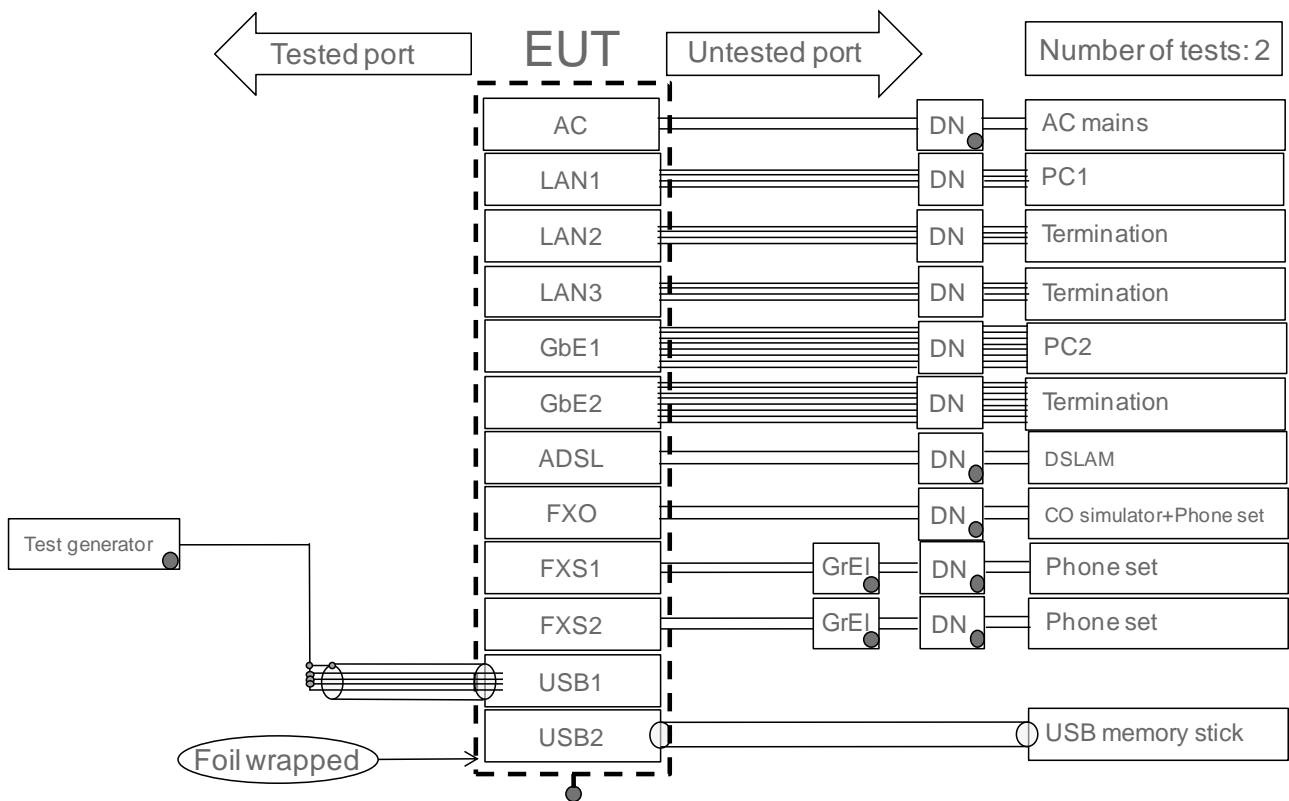 Tested port
EUT
Untested port
Number of tests: 2
AC
DN
AC mains
LAN1
DN
PC1
LAN2
DN
Termination
LAN3
DN
Termination
GbE1
DN
PC2
GbE2
DN
Termination
ADSL
DN
DSLAM
FXO
DN
CO simulator+Phone set
Test generator
FXS1
GrEI
DN
Phone set
FXS2
GrEI
DN
Phone set
USB1
USB2
USB memory stick
Foil wrapped